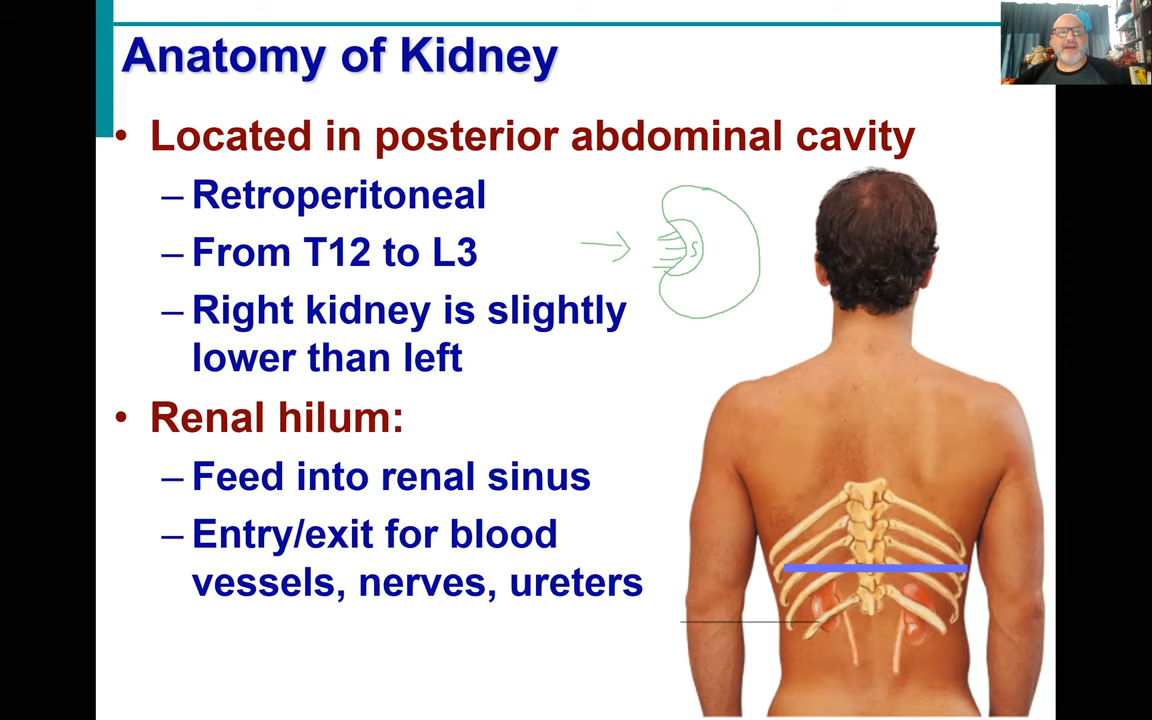 Anatomy of Kidney
• Located in posterior abdominal cavity
– Retroperitoneal
– From T12 to L3
– Right kidney is slightly
lower than left
• Renal hilum:
– Feed into renal sinus
– Entry/exit for blood
vessels, nerves, ureters
S